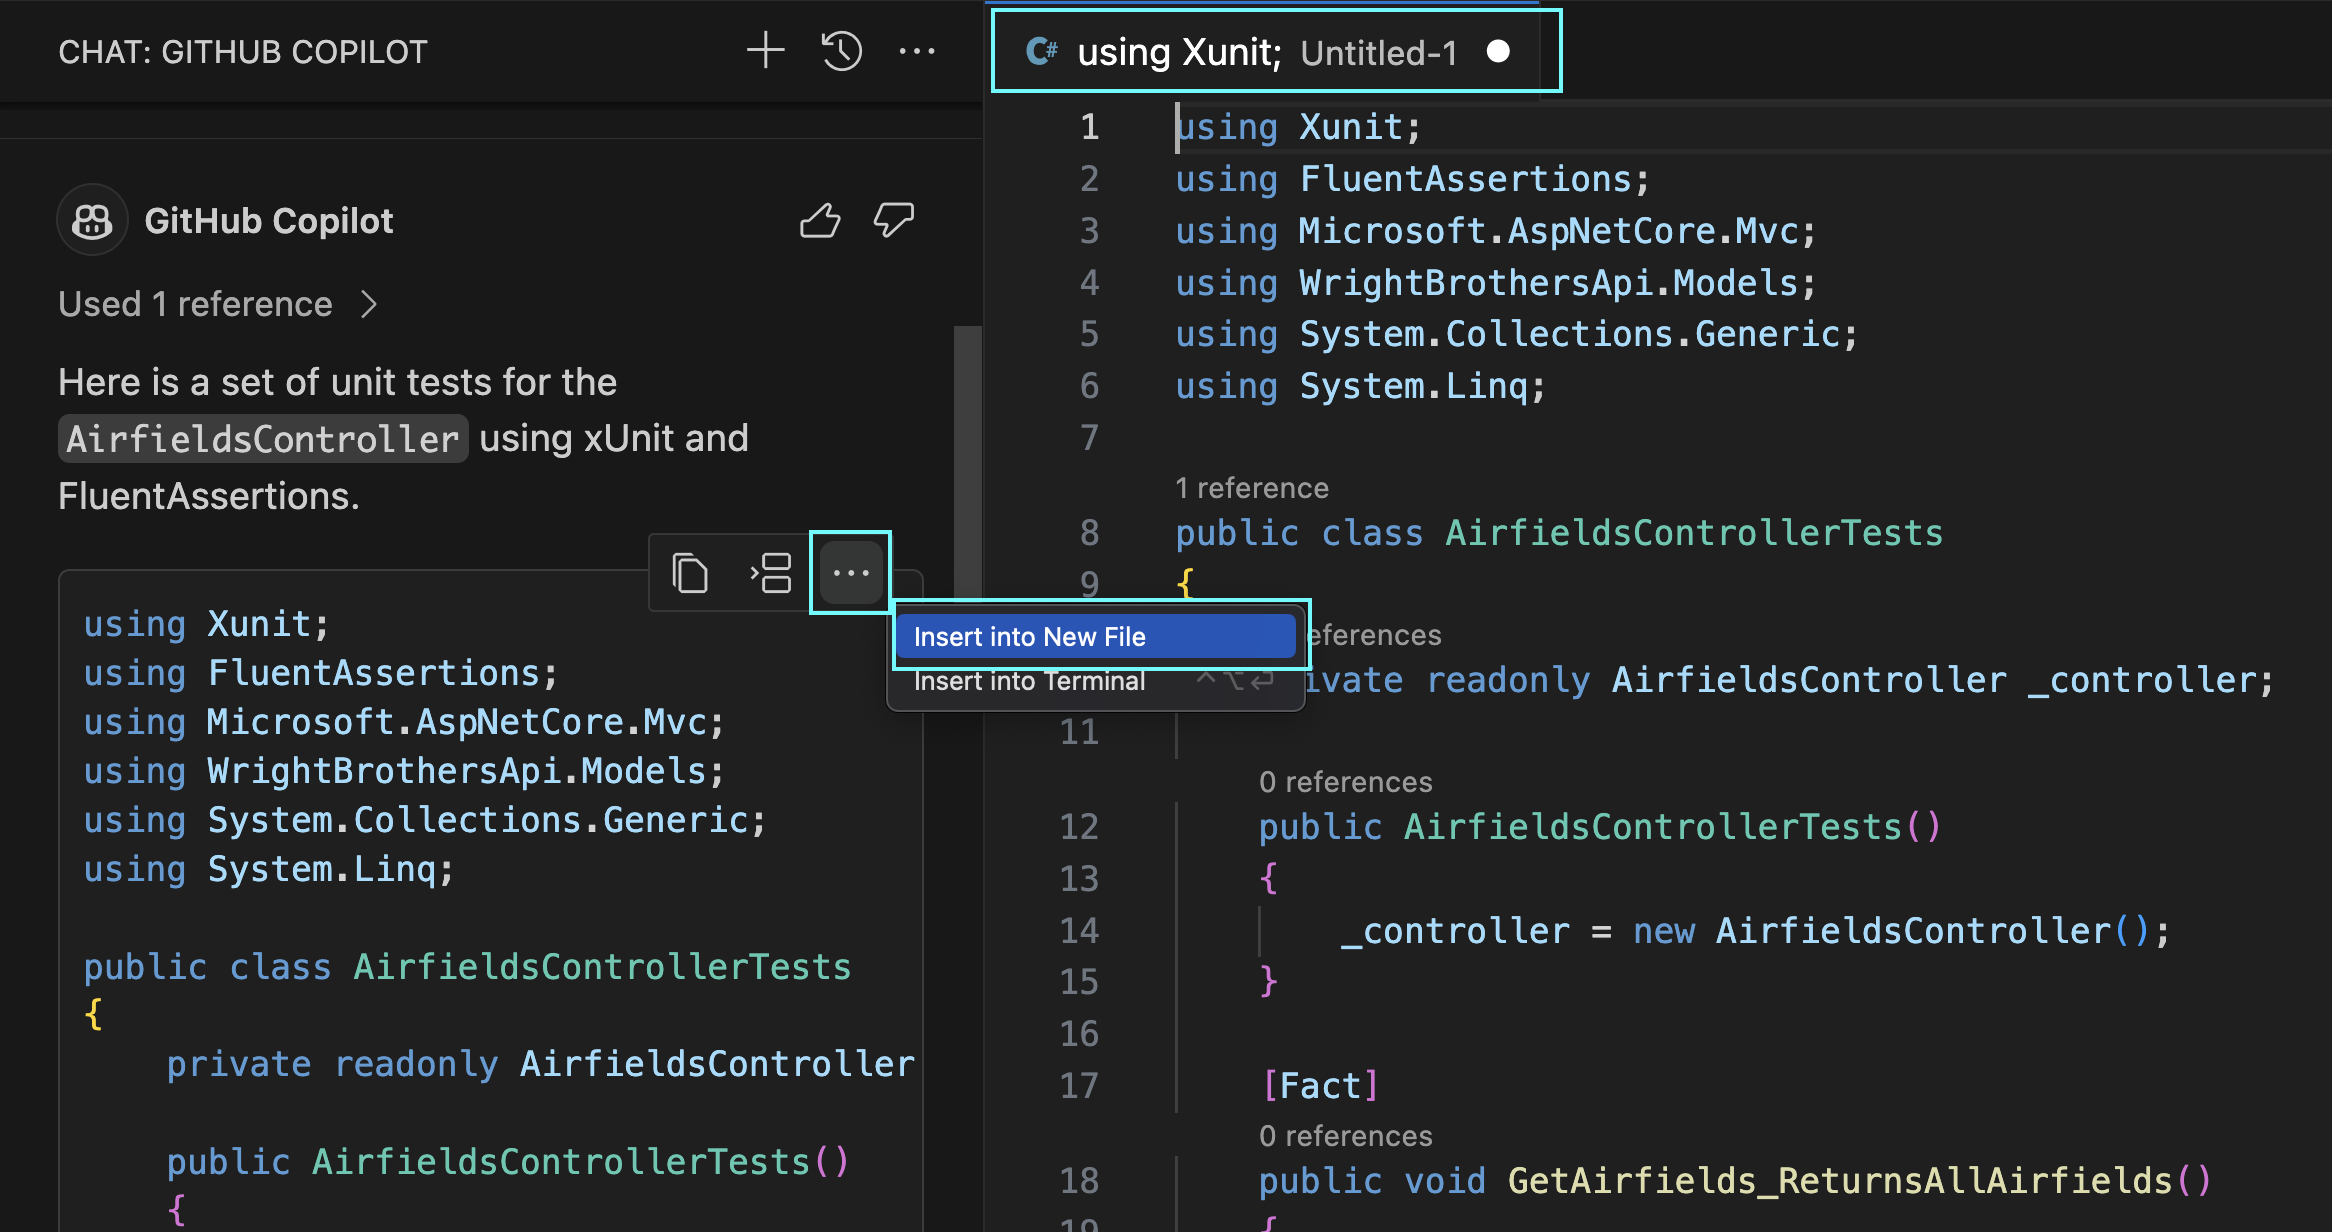 CHAT: GITHUB COPILOT
GitHub Copilot
Used 1 reference
Here is a set of unit tests for the
AirfieldsController using xUnit and
FluentAssertions.
using Xunit;
using FluentAssertions;
using Microsoft.AspNetCore.Mvc;
using WrightBrothersApi.Models;
using System.Collections.Generic;
using System.Linq;
public class AirfieldsControllerTests
{
private readonly AirfieldsController
public AirfieldsControllerTests()
{
Insert into New File
Insert into Terminal ^⌥⏎
C# using Xunit; Untitled-1
1 using Xunit;
2 using FluentAssertions;
3 using Microsoft.AspNetCore.Mvc;
4 using WrightBrothersApi.Models;
5 using System.Collections.Generic;
6 using System.Linq;
7
1 reference
8 public class AirfieldsControllerTests
9 {
eferences
ivate readonly AirfieldsController _controller;
11
0 references
12 public AirfieldsControllerTests()
13 {
14 _controller = new AirfieldsController();
15 }
16
17 [Fact]
0 references
18 public void GetAirfields_ReturnsAllAirfields()
19 {